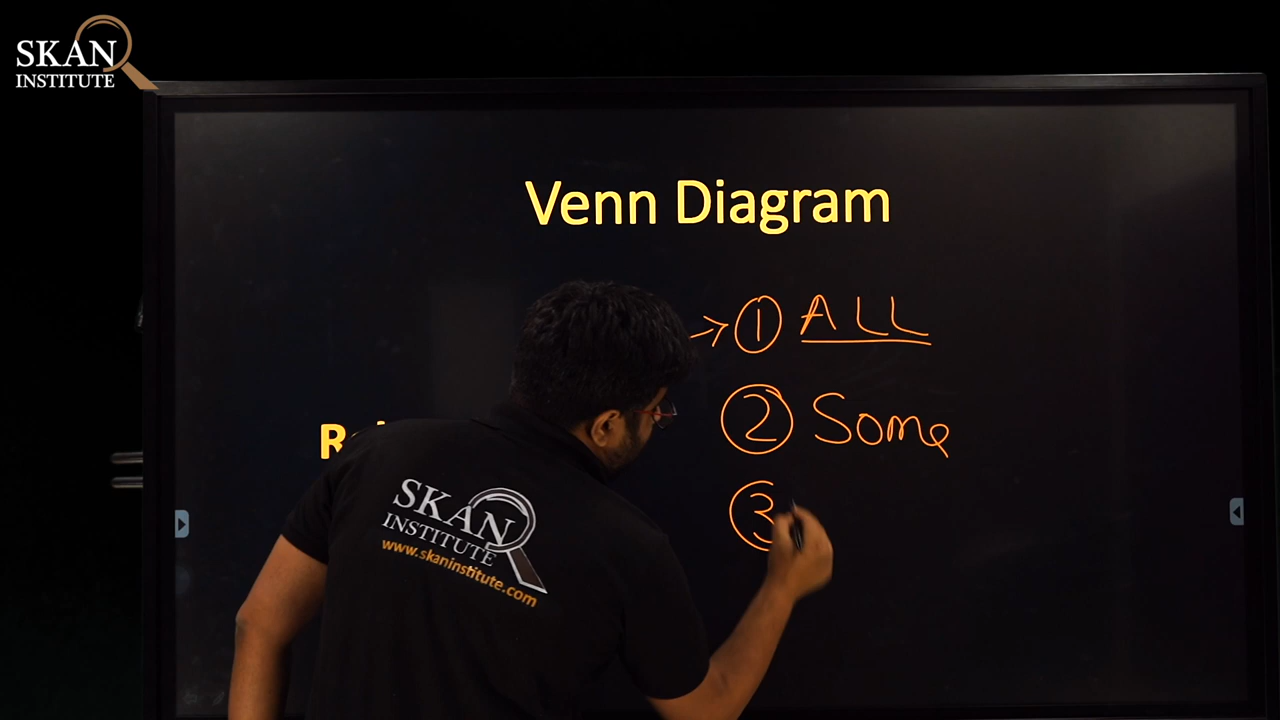 SKAN
INSTITUTE
Venn Diagram
→ ① ALL
② Some
③
SKAN
INSTITUTE
www.skaninstitute.com